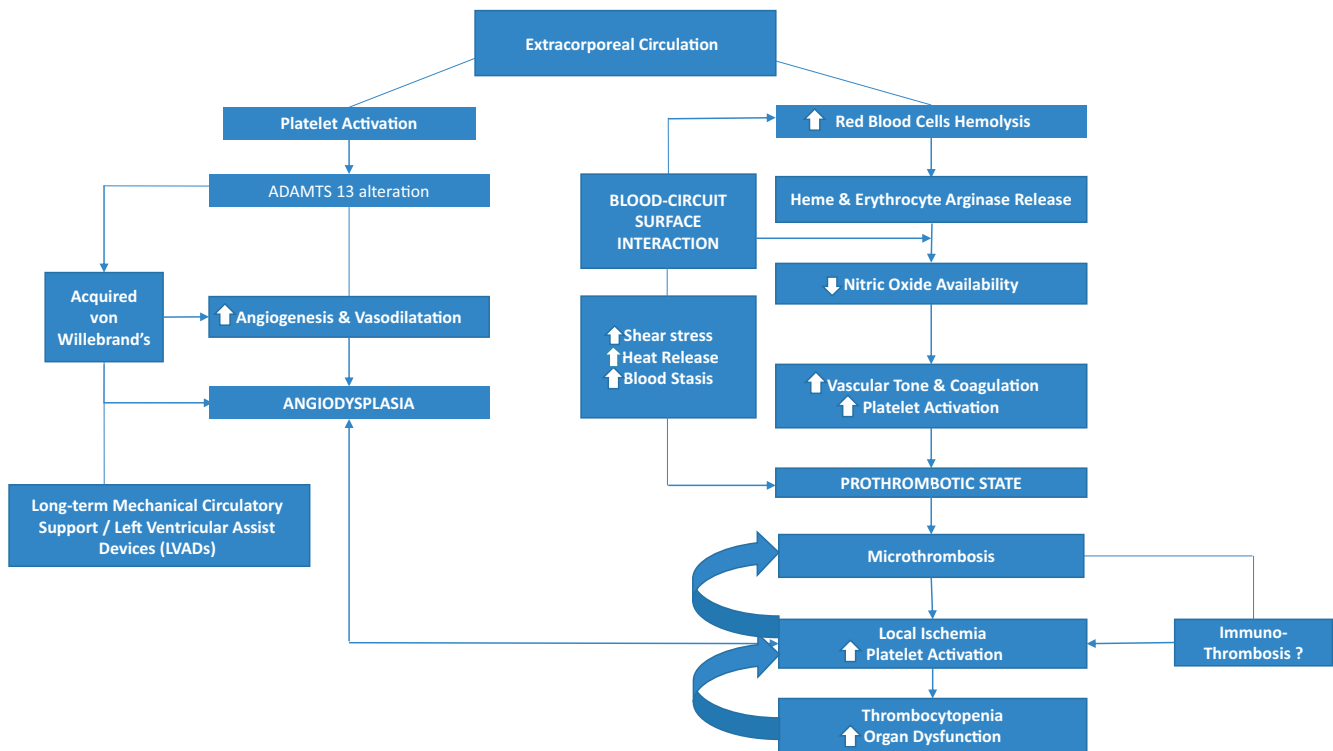 Extracorporeal Circulation
Platelet Activation
ADAMTS 13 alteration
Acquired
von
Willebrand's
Angiogenesis & Vasodilatation
ANGIODYSPLASIA
Long-term Mechanical Circulatory
Support / Left Ventricular Assist
Devices (LVADs)
Red Blood Cells Hemolysis
Heme & Erythrocyte Arginase Release
BLOOD-CIRCUIT
SURFACE
INTERACTION
Nitric Oxide Availability
Shear stress
Heat Release
Blood Stasis
Vascular Tone & Coagulation
Platelet Activation
PROTHROMBOTIC STATE
Microthrombosis
Local Ischemia
Platelet Activation
Immuno-
Thrombosis ?
Thrombocytopenia
Organ Dysfunction